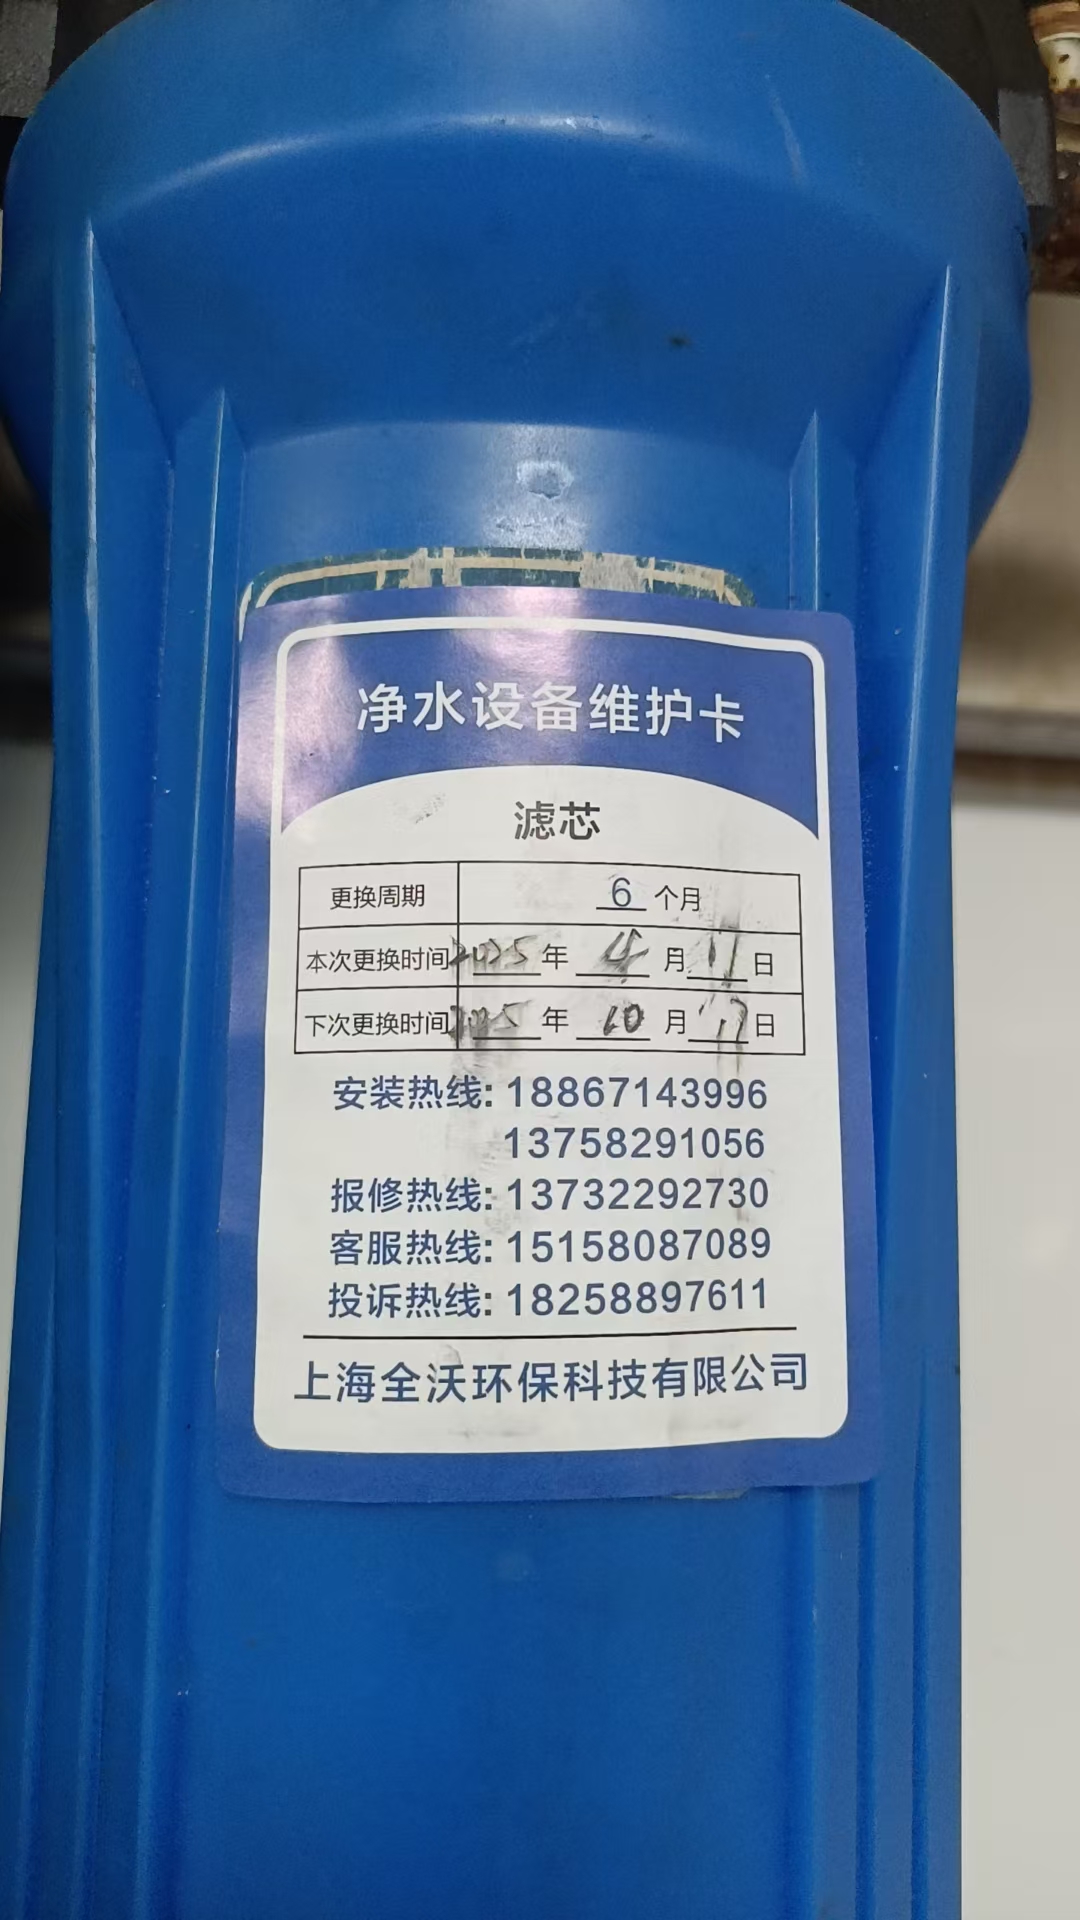 净水设备维护卡
滤芯
更换周期 6 个月
本次更换时间 2025 年 4 月 日
下次更换时间 2025 年 10 月 日
安装热线: 18867143996
13758291056
报修热线: 13732292730
客服热线: 15158087089
投诉热线: 18258897611
上海全沃环保科技有限公司